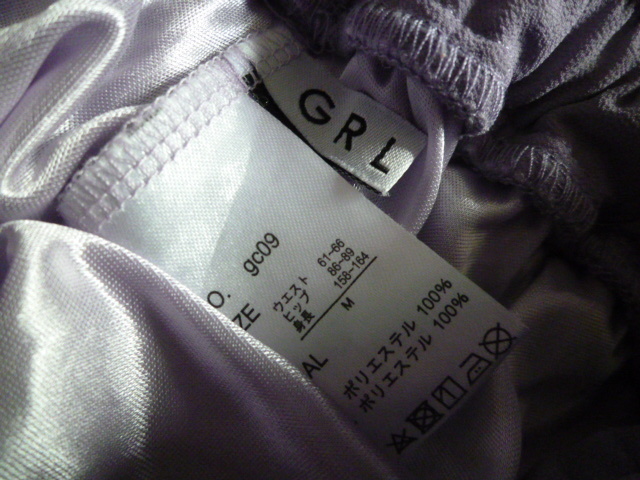 GRL
O. gc09
ZE
ウエスト 61-66
ヒップ 86-89
身長 158-164
M
AL
ポリエステル 100%
ポリエステル 100%